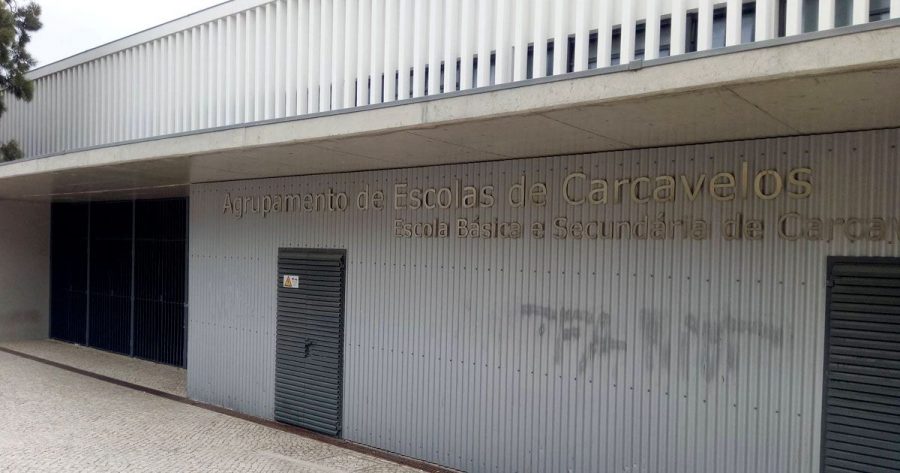 Agrupamento de Escolas de Carcavelos
Escola Básica e Secundária de